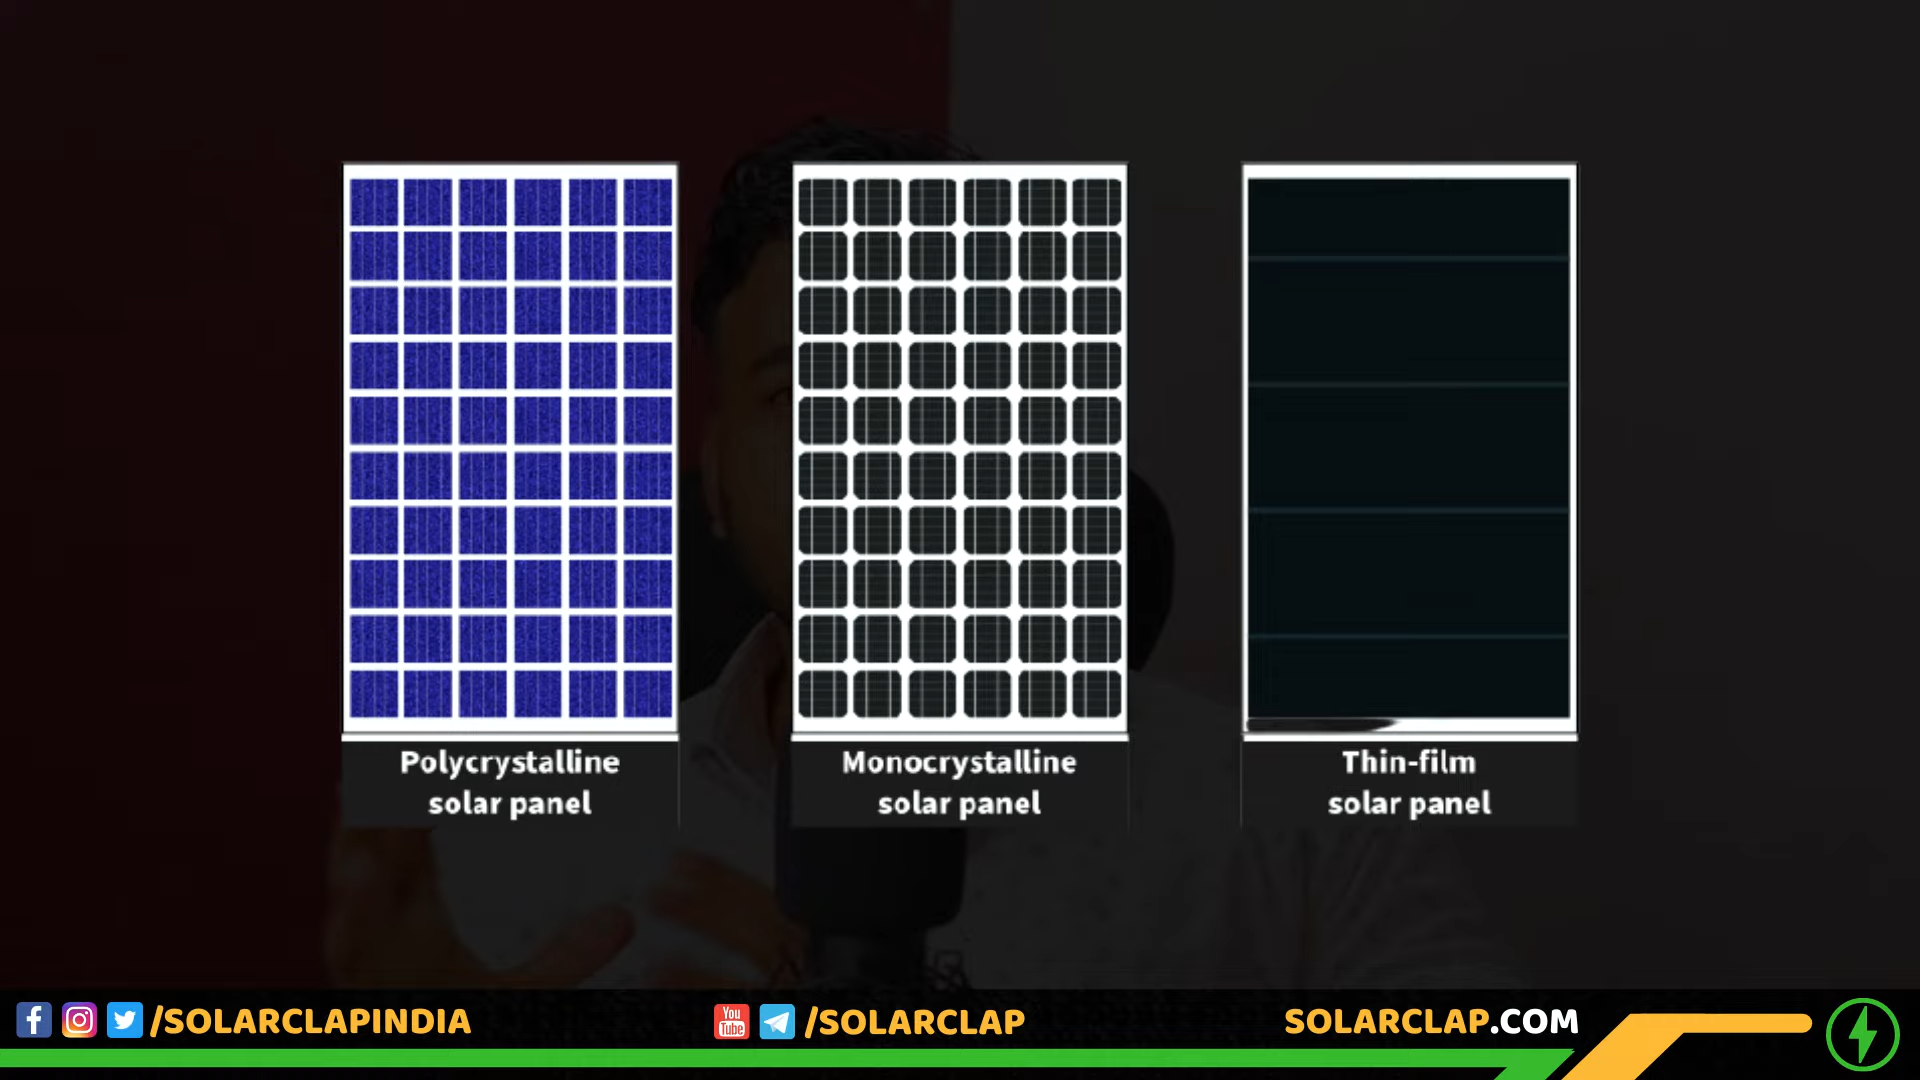 Polycrystalline
solar panel
Monocrystalline
solar panel
Thin-film
solar panel
/SOLARCLAPINDIA
You
Tube
/SOLARCLAP
SOLARCLAP.COM